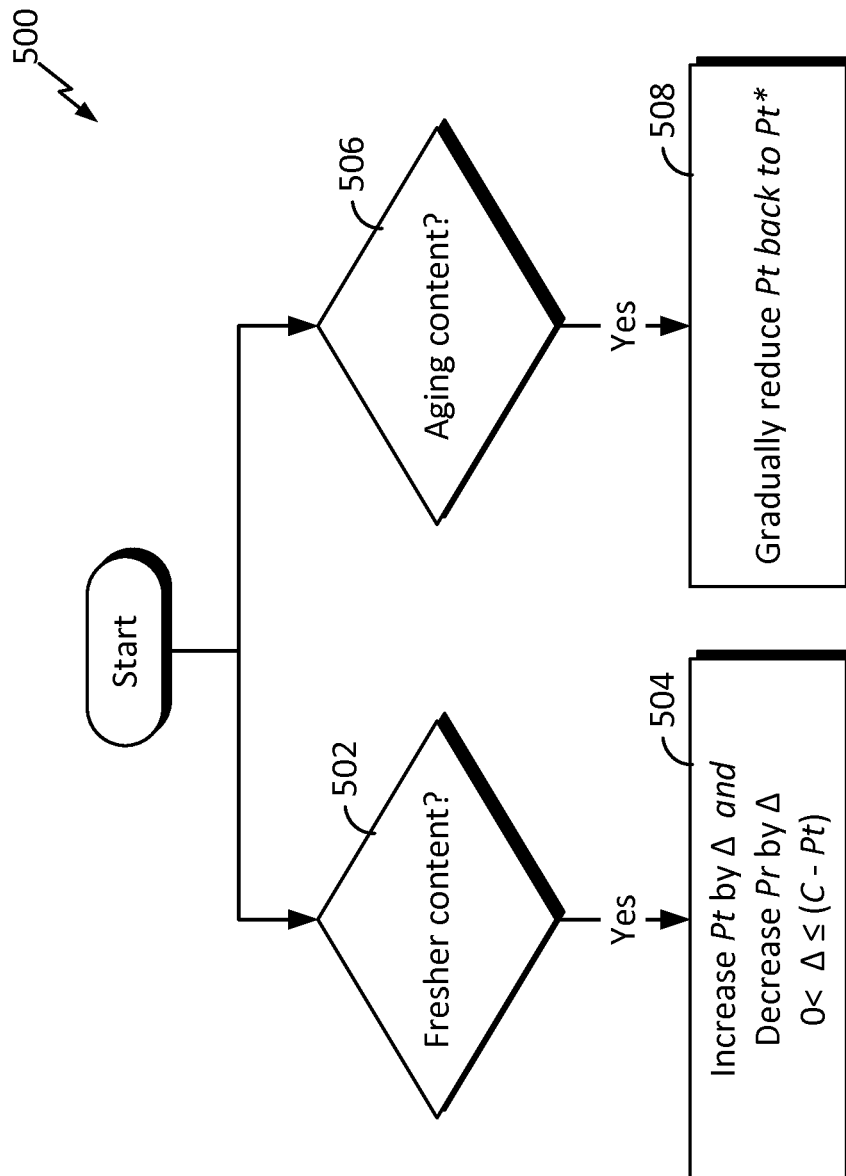 500
Start
502
Fresher content?
Yes
504
Increase Pt by Δ and
Decrease Pr by Δ
0< Δ ≤ (C - Pt)
506
Aging content?
Yes
508
Gradually reduce Pt back to Pt*